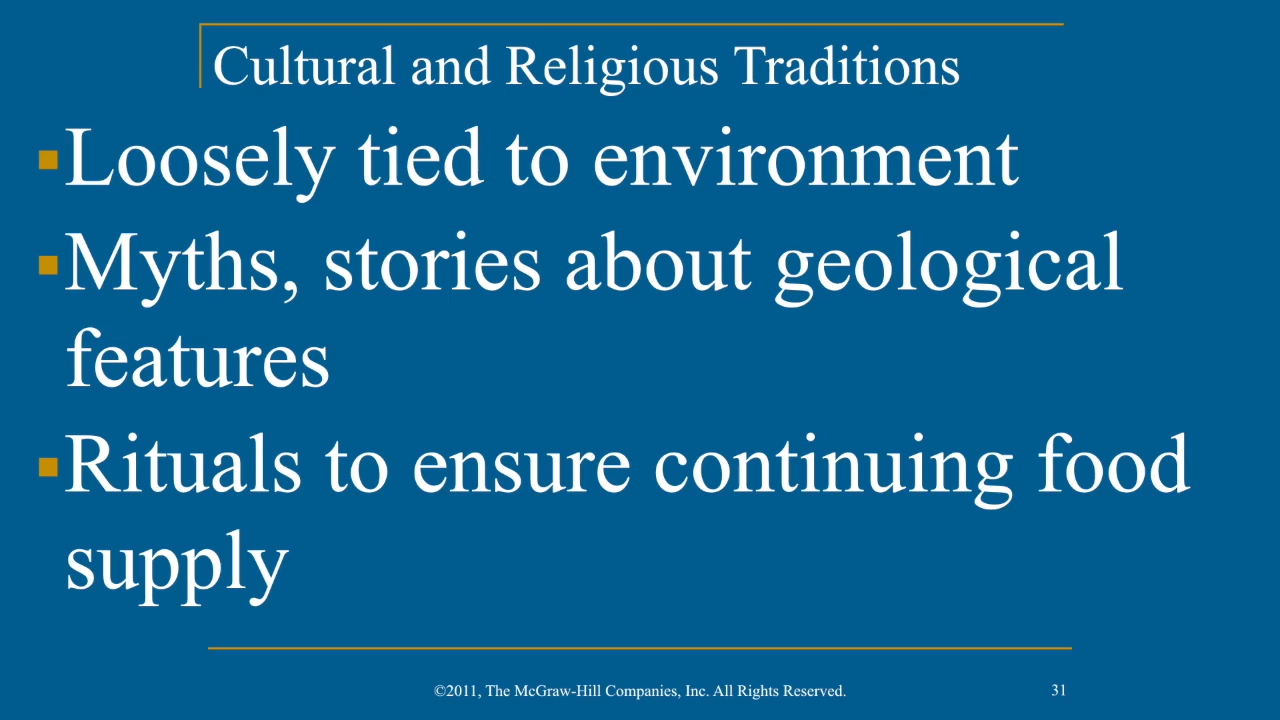 Cultural and Religious Traditions
Loosely tied to environment
Myths, stories about geological
features
Rituals to ensure continuing food
supply
©2011, The McGraw-Hill Companies, Inc. All Rights Reserved.
31